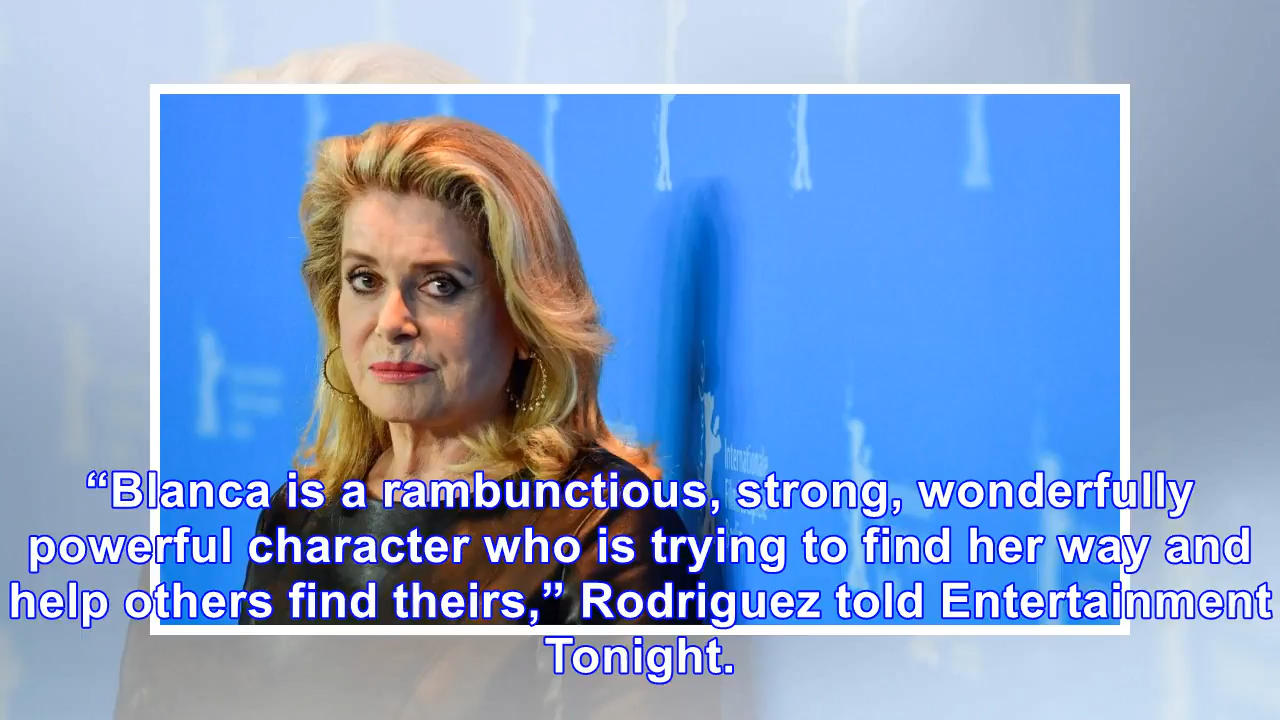 Internationale
“Blanca is a rambunctious, strong, wonderfully
powerful character who is trying to find her way and
help others find theirs,” Rodriguez told Entertainment
Tonight.